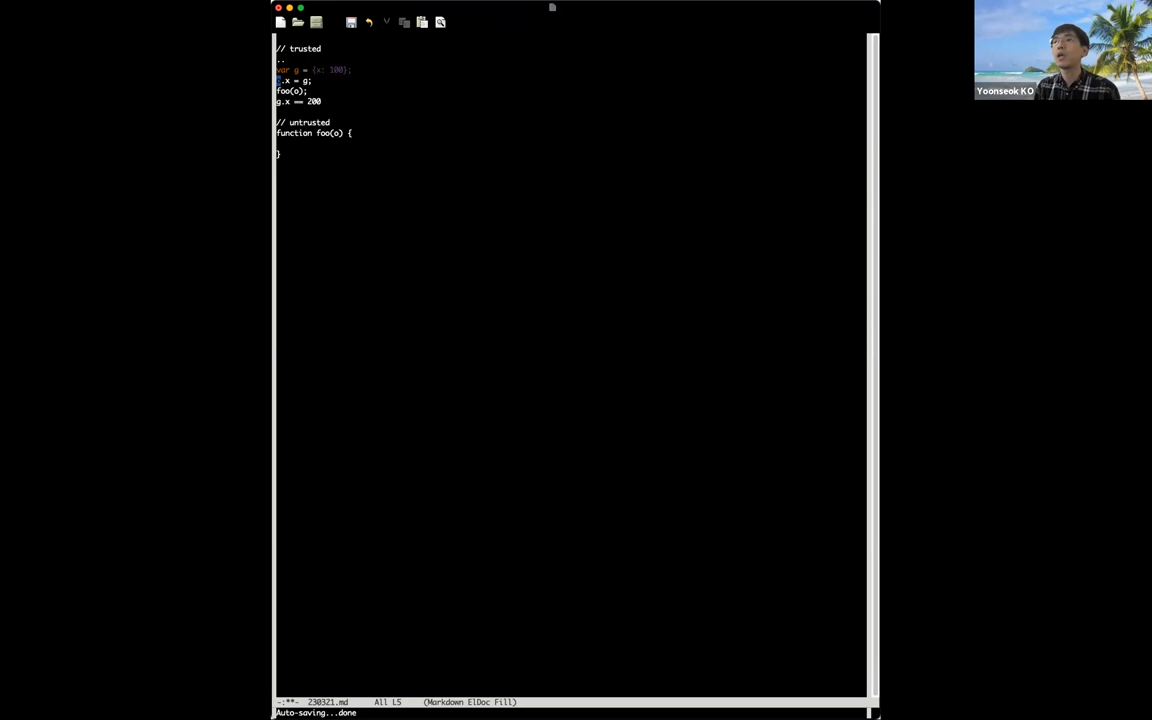 // trusted
..
var g = {x: 100};
.x = g;
foo(o);
g.x == 200
// untrusted
function foo(o) {
}
-:**- 230321.md All L5 (Markdown ElDoc Fill)
Auto-saving...done
Yoonseok KO